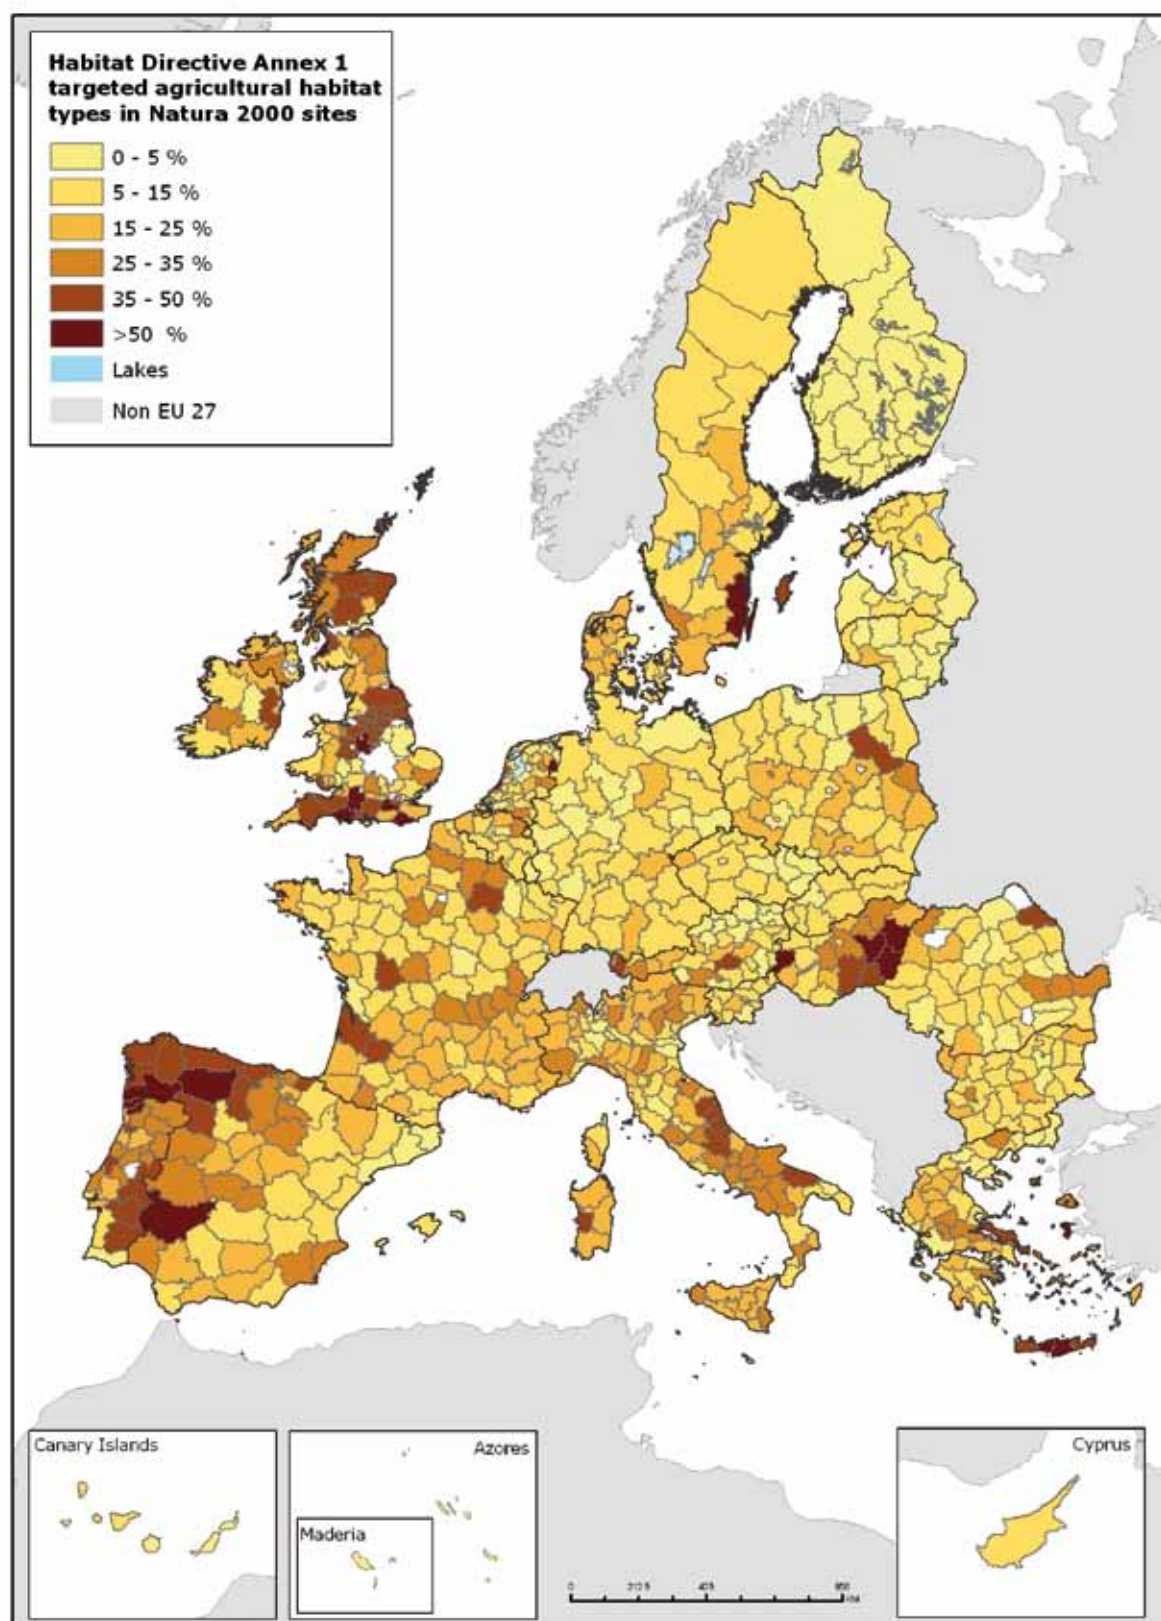 Habitat Directive Annex 1
targeted agricultural habitat
types in Natura 2000 sites
0 - 5 %
5 - 15 %
15 - 25 %
25 - 35 %
35 - 50 %
>50 %
Lakes
Non EU 27
Canary Islands
Azores
Maderia
Cyprus
0